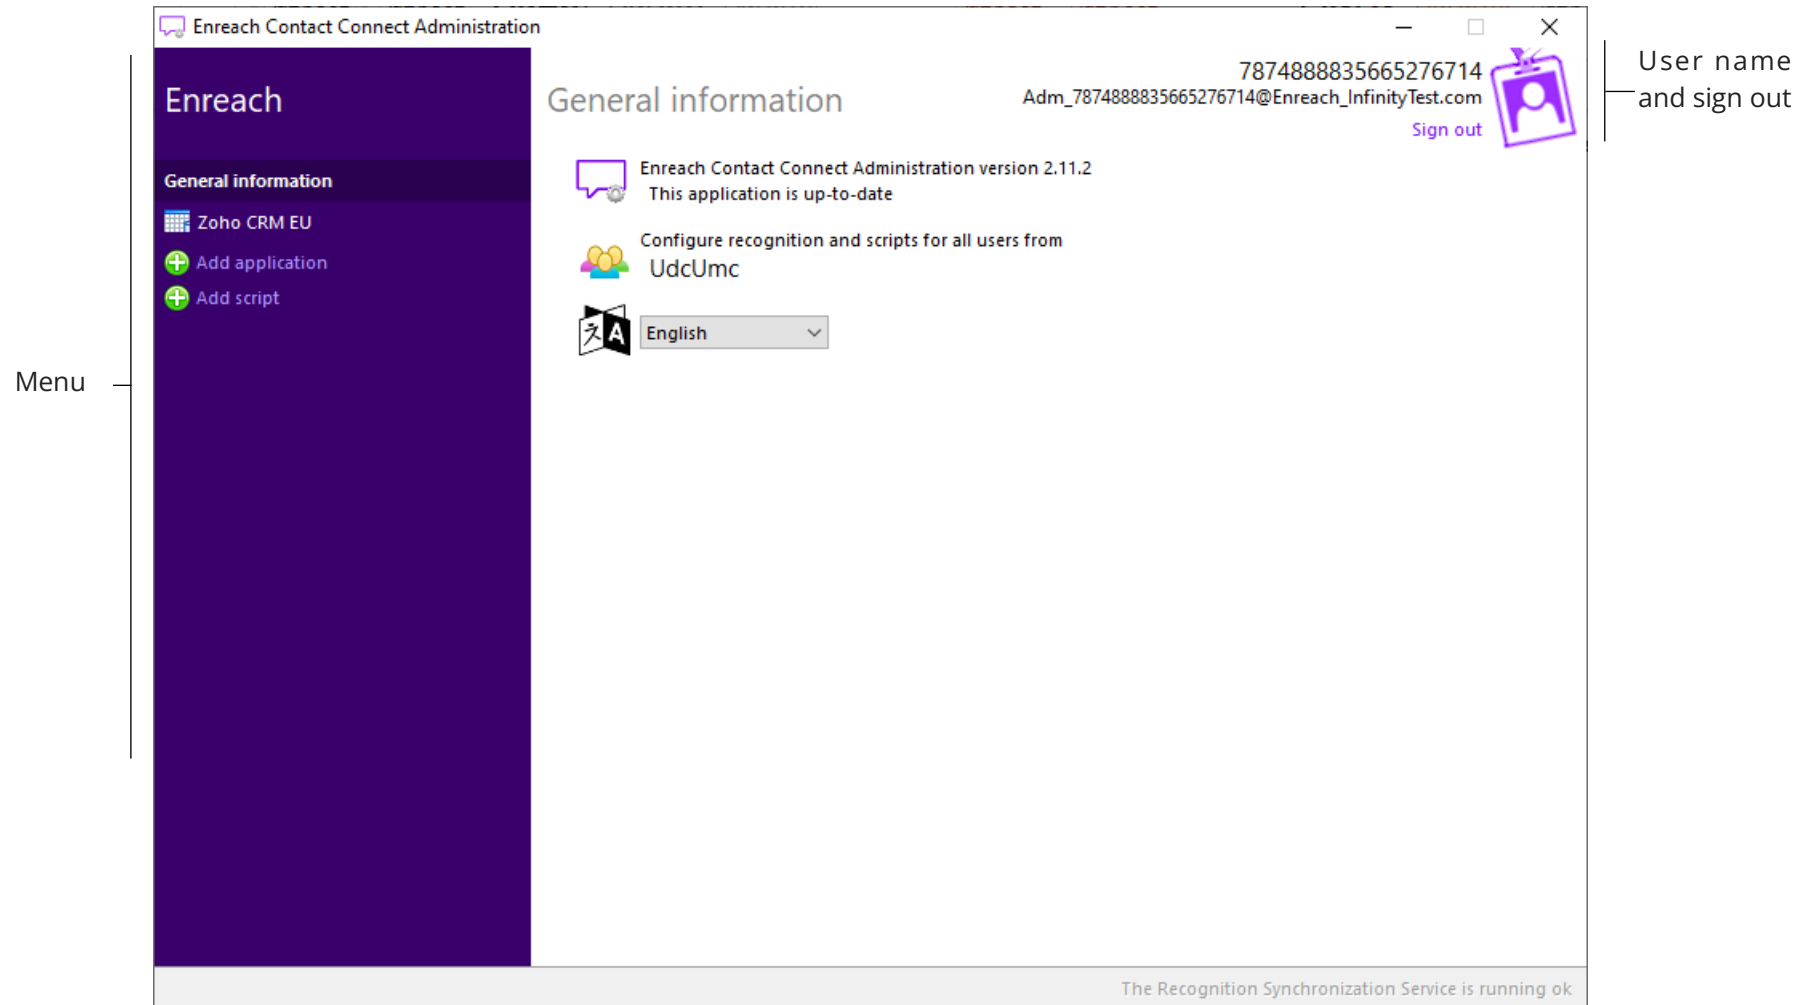 Enreach Contact Connect Administration
Enreach
General information
7874888835665276714
Adm_7874888835665276714@Enreach_InfinityTest.com
Sign out
User name
and sign out
General information
Zoho CRM EU
Add application
Add script
Enreach Contact Connect Administration version 2.11.2
This application is up-to-date
Configure recognition and scripts for all users from
UdcUmc
A
English
Menu
The Recognition Synchronization Service is running ok